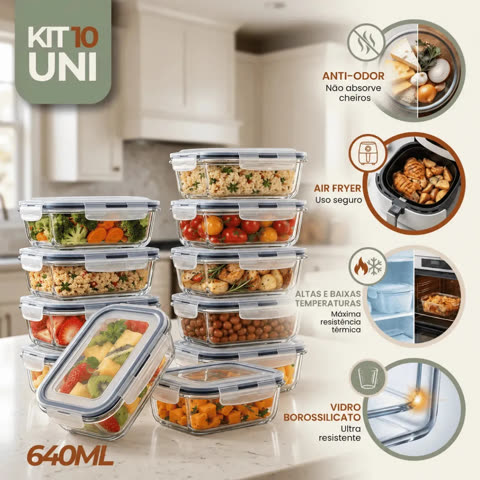 KIT 10
UNI
ANTI-ODOR
Não absorve
cheiros
AIR FRYER
Uso seguro
ALTAS E BAIXAS
TEMPERATURAS
Máxima
resistência
térmica
VIDRO
BOROSSILICATO
Ultra
resistente
640ML